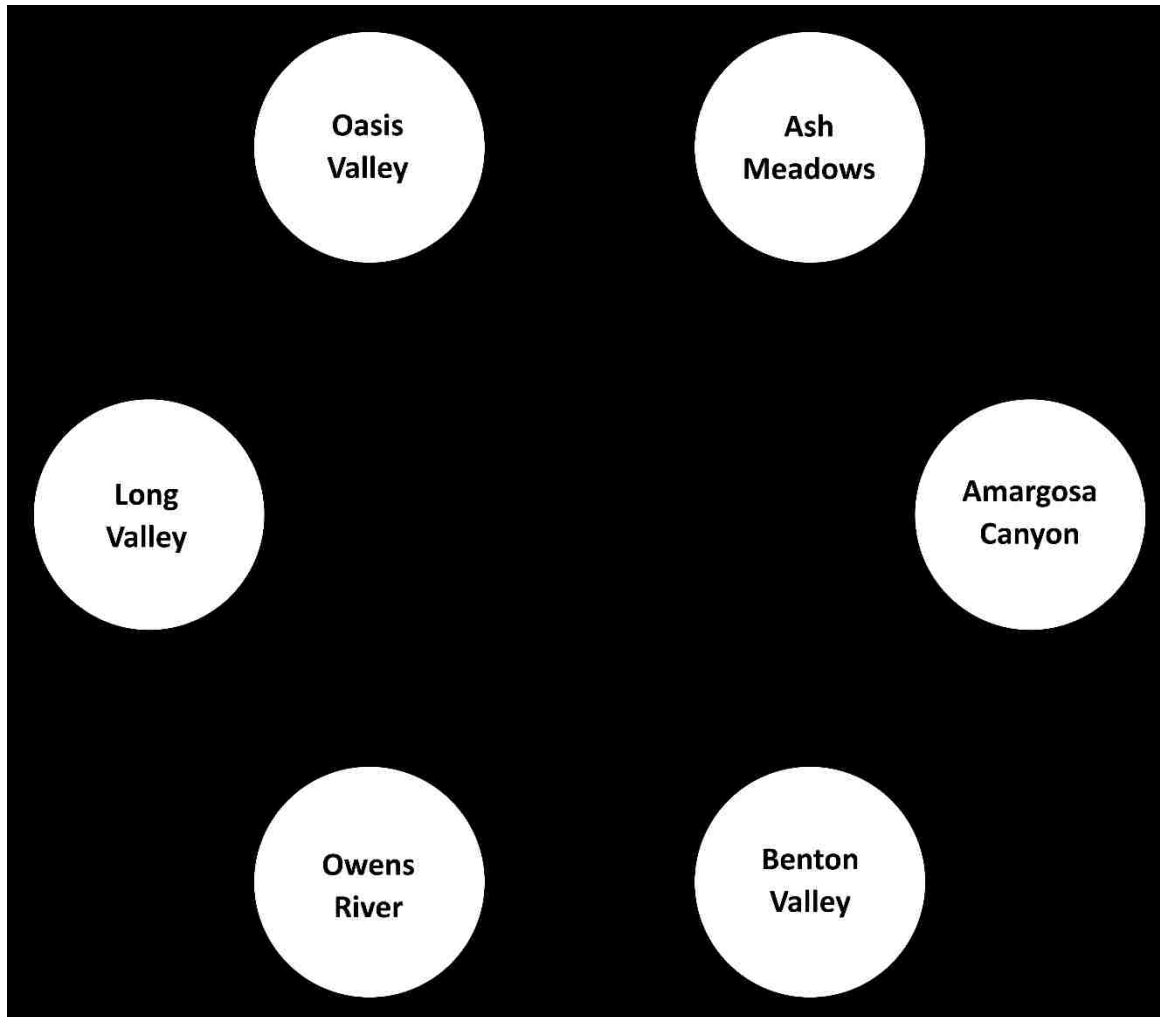 Oasis
Valley
Ash
Meadows
Long
Valley
Amargosa
Canyon
Owens
River
Benton
Valley